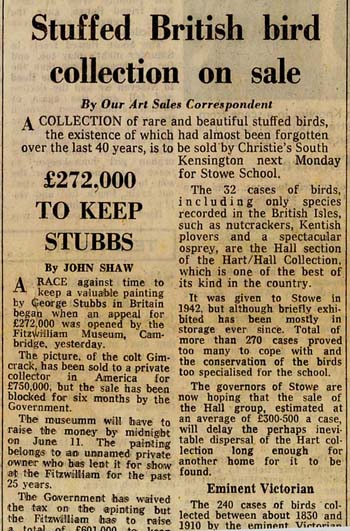 Stuffed British bird
collection on sale
By Our Art Sales Correspondent
A COLLECTION of rare and beautiful stuffed birds,
the existence of which had almost been forgotten
over the last 40 years, is to be sold by Christie's South
Kensington next Monday
for Stowe School.
The 32 cases of birds,
including only species
recorded in the British Isles,
such as nutcrackers, Kentish
plovers and a spectacular
osprey, are the Hall section
of the Hart/Hall Collection,
which is one of the best of
its kind in the country.
It was given to Stowe in
1942, but although briefly exhi-
bited has been mostly in
storage ever since. Total of
more than 270 cases proved
too many to cope with and
the conservation of the birds
too specialised for the school.
The governors of Stowe are
now hoping that the sale of
the Hall group, estimated at
an average of £300-500 a case,
will delay the perhaps inevi-
table dispersal of the Hart col-
lection long enough for
another home for it to be
found.
Eminent Victorian
The 240 cases of birds col-
lected between about 1830 and
1910 by the eminent Victorian
£272,000
TO KEEP
STUBBS
By JOHN SHAW
A RACE against time to
keep a valuable painting
by George Stubbs in Britain
began when an appeal for
£272,000 was opened by the
Fitzwilliam Museum, Cam-
bridge, yesterday.
The picture, of the colt Gim-
crack, has been sold to a private
collector in America for
£750,000, but the sale has been
blocked for six months by the
Government.
The museumm will have to
raise the money by midnight
on June 11. The painting
belongs to an unnamed private
owner who has lent it for show
at the Fitzwilliam for the past
25 years.
The Government has waived
the tax on the apinting but
the Fitzwilliam has to raise
a total of £601,000 to keep